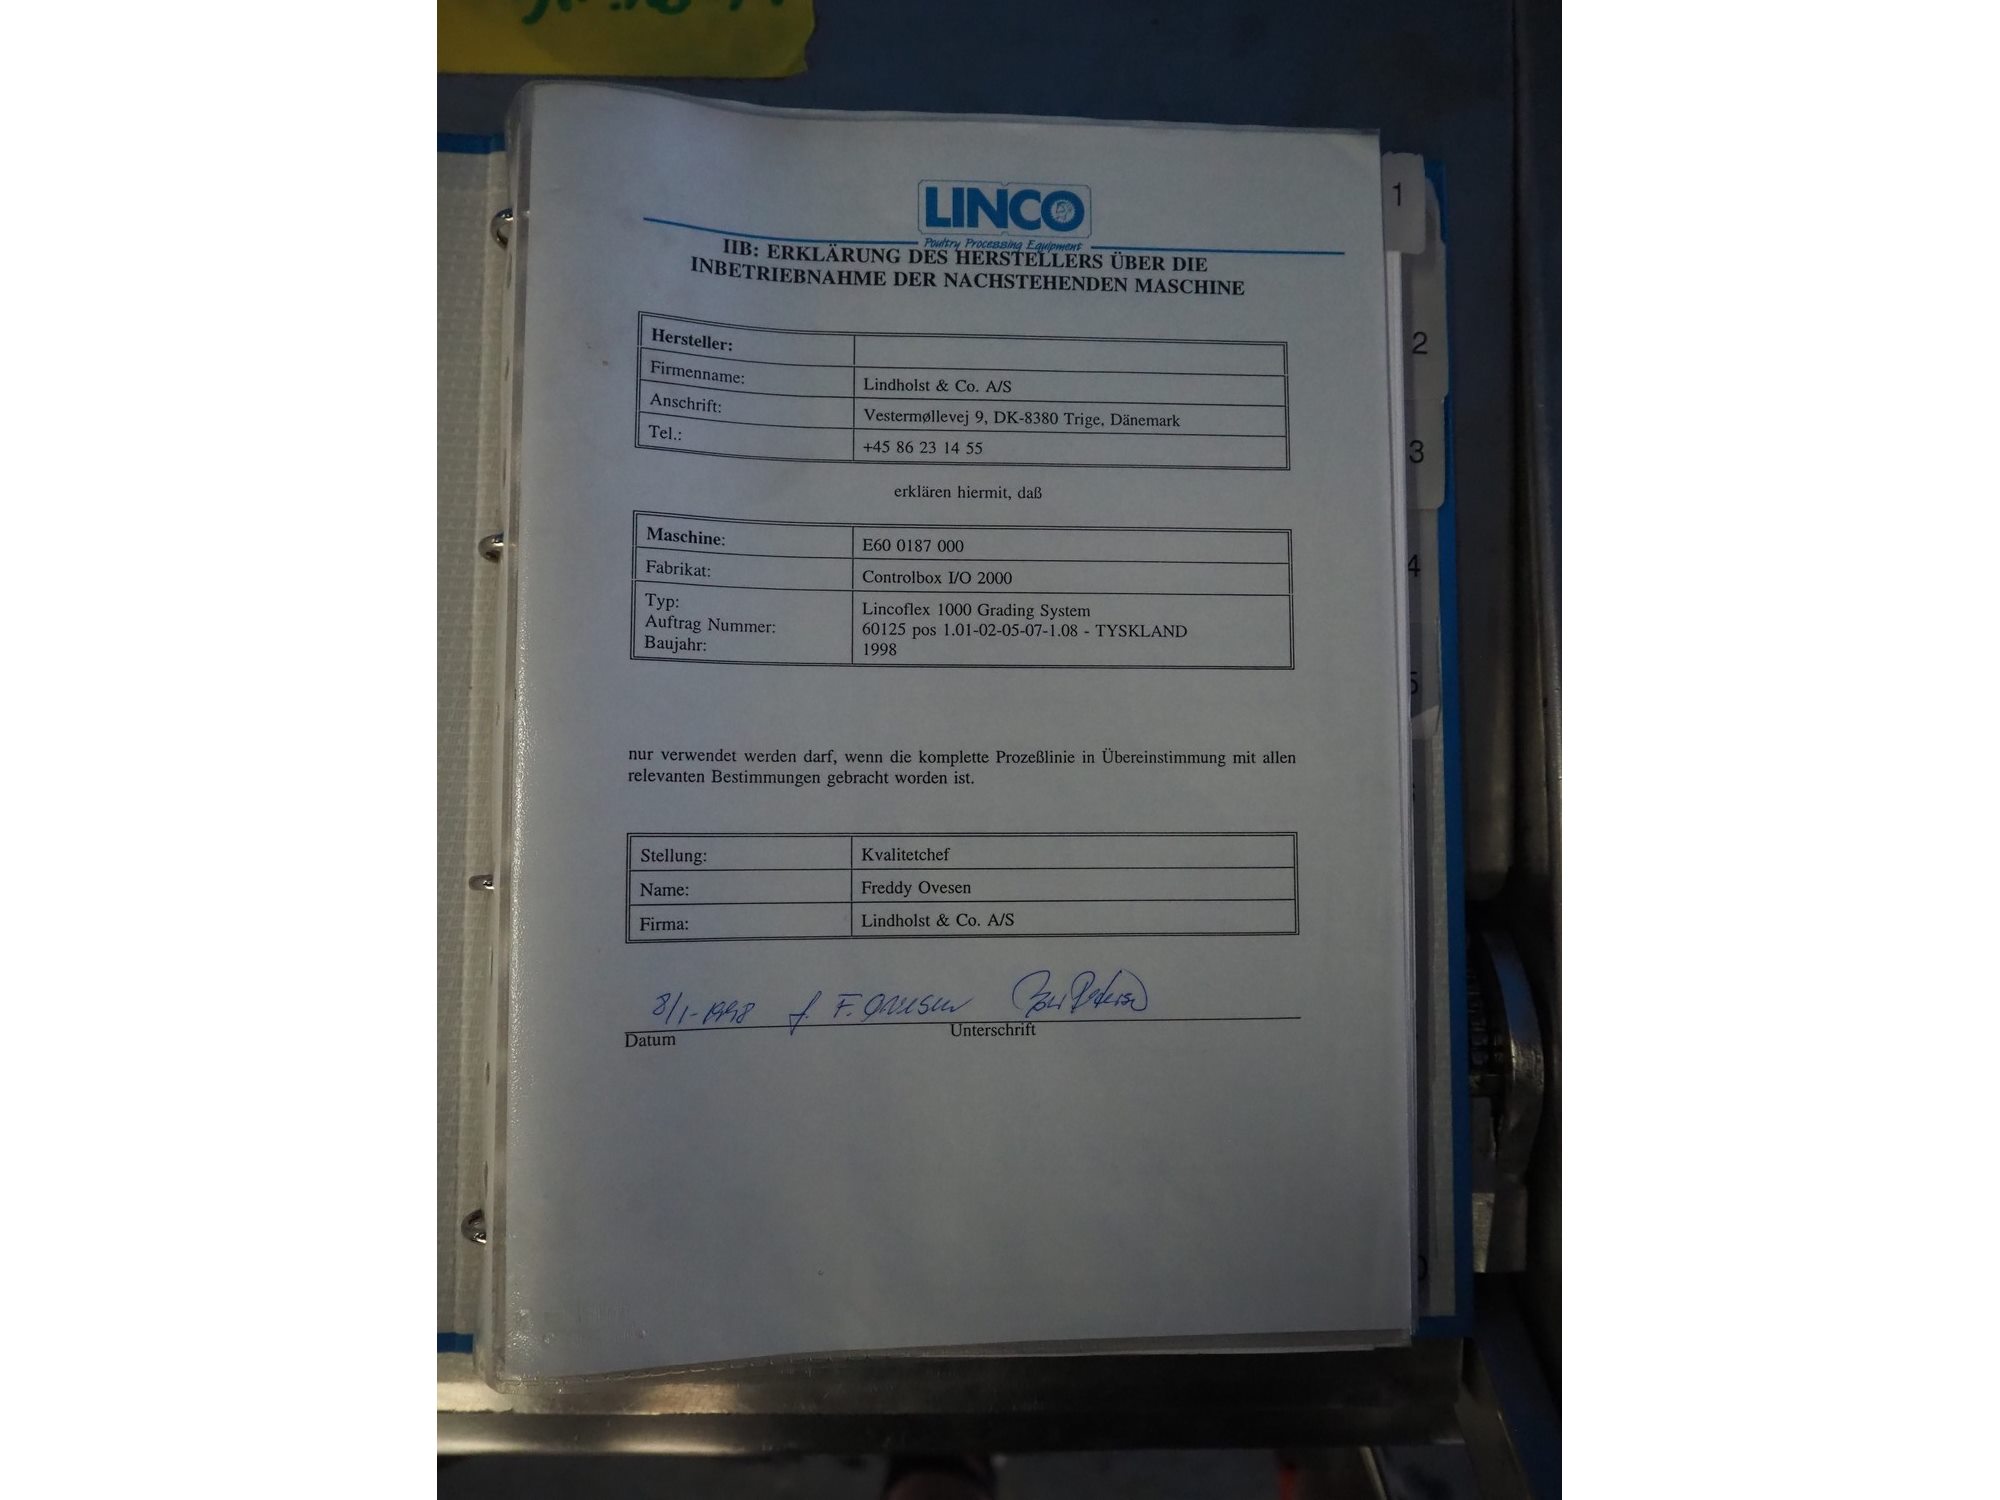 LINCO
Poultry Processing Equipment
IIB: ERKLÄRUNG DES HERSTELLERS ÜBER DIE
INBETRIEBNAHME DER NACHSTEHENDEN MASCHINE
Hersteller:
Firmenname: Lindholst & Co. A/S
Anschrift: Vestermøllevej 9, DK-8380 Trige, Dänemark
Tel.: +45 86 23 14 55
erklären hiermit, daß
Maschine: E60 0187 000
Fabrikat: Controlbox I/O 2000
Typ: Lincoflex 1000 Grading System
Auftrag Nummer: 60125 pos 1.01-02-05-07-1.08 - TYSKLAND
Baujahr: 1998
nur verwendet werden darf, wenn die komplette Prozeßlinie in Übereinstimmung mit allen
relevanten Bestimmungen gebracht worden ist.
Stellung: Kvalitetchef
Name: Freddy Ovesen
Firma: Lindholst & Co. A/S
8/1-1998 F. Ovesen
Datum Unterschrift
1
2
3
4
5